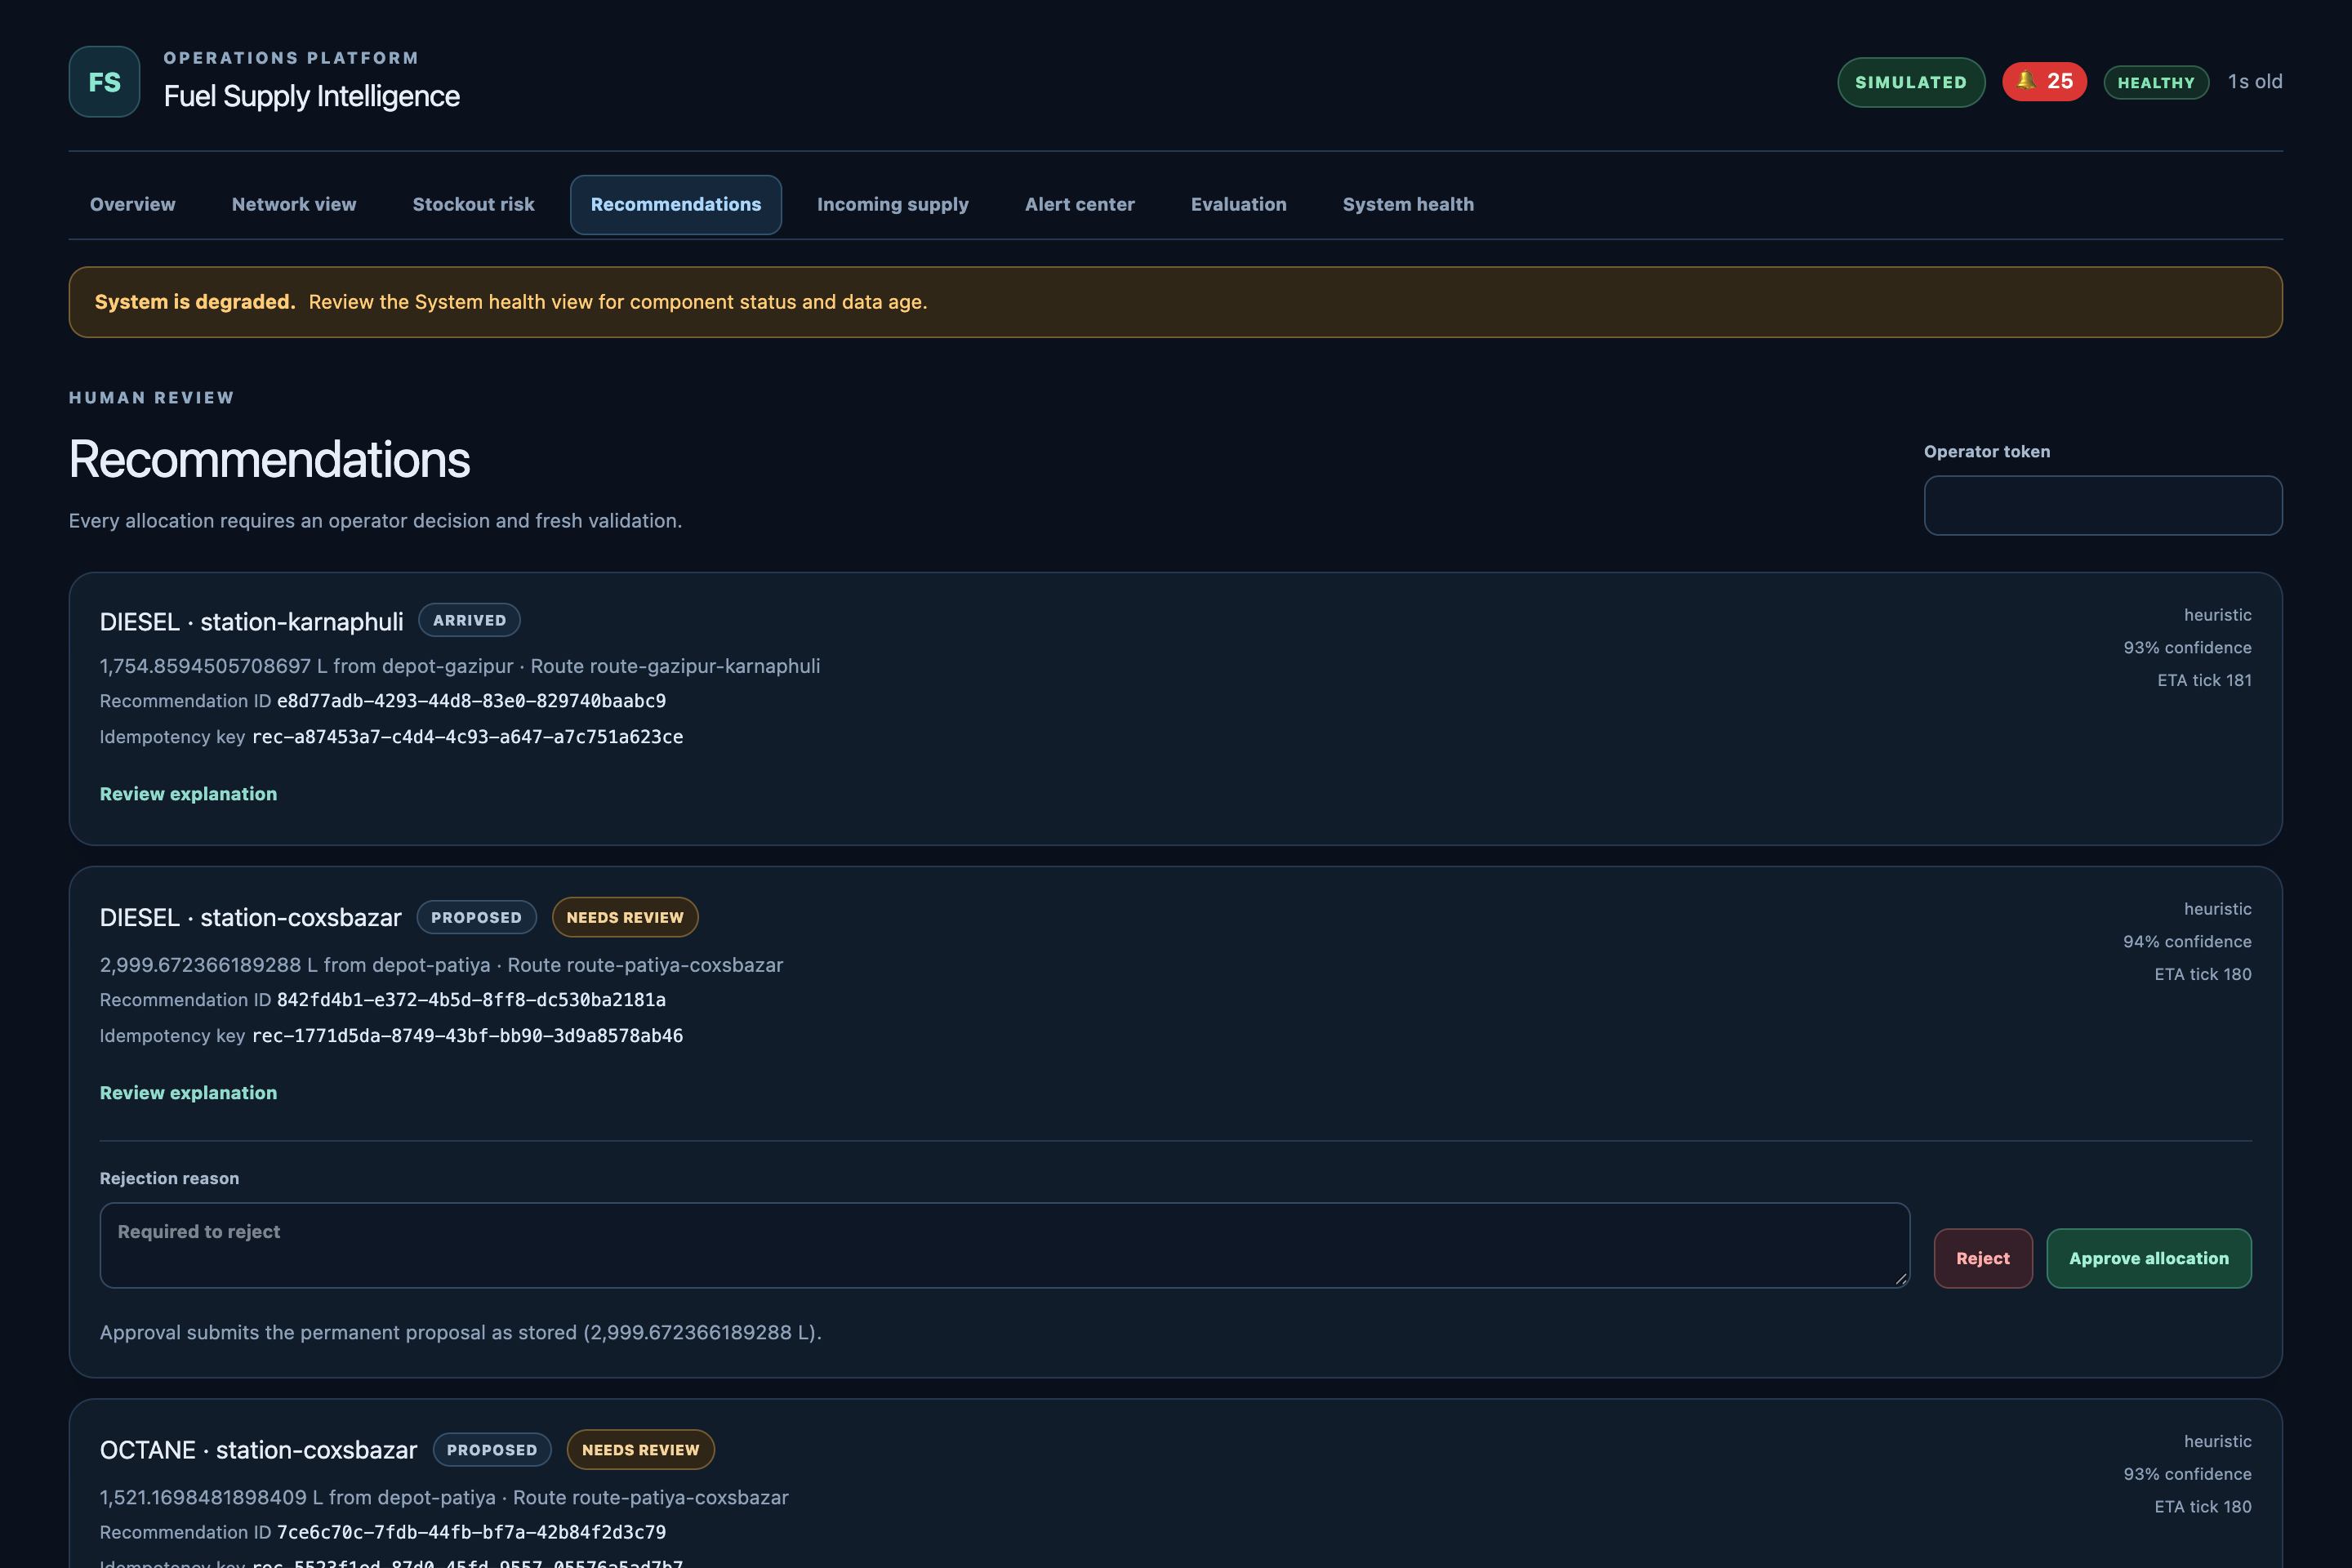 FS
OPERATIONS PLATFORM
Fuel Supply Intelligence
SIMULATED
25
HEALTHY
1s old
Overview
Network view
Stockout risk
Recommendations
Incoming supply
Alert center
Evaluation
System health
System is degraded. Review the System health view for component status and data age.
HUMAN REVIEW
Recommendations
Every allocation requires an operator decision and fresh validation.
Operator token
DIESEL · station-karnaphuli
ARRIVED
1,754.8594505708697 L from depot-gazipur · Route route-gazipur-karnaphuli
Recommendation ID e8d77adb-4293-44d8-83e0-829740baabc9
Idempotency key rec-a87453a7-c4d4-4c93-a647-a7c751a623ce
Review explanation
heuristic
93% confidence
ETA tick 181
DIESEL · station-coxsbazar
PROPOSED
NEEDS REVIEW
2,999.672366189288 L from depot-patiya · Route route-patiya-coxsbazar
Recommendation ID 842fd4b1-e372-4b5d-8ff8-dc530ba2181a
Idempotency key rec-1771d5da-8749-43bf-bb90-3d9a8578ab46
Review explanation
heuristic
94% confidence
ETA tick 180
Rejection reason
Required to reject
Reject
Approve allocation
Approval submits the permanent proposal as stored (2,999.672366189288 L).
OCTANE · station-coxsbazar
PROPOSED
NEEDS REVIEW
1,521.1698481898409 L from depot-patiya · Route route-patiya-coxsbazar
Recommendation ID 7ce6c70c-7fdb-44fb-bf7a-42b84f2d3c79
Idempotency key rec-5523f1ed-87d0-45fd-9557-05576a5ad7b7
heuristic
93% confidence
ETA tick 180